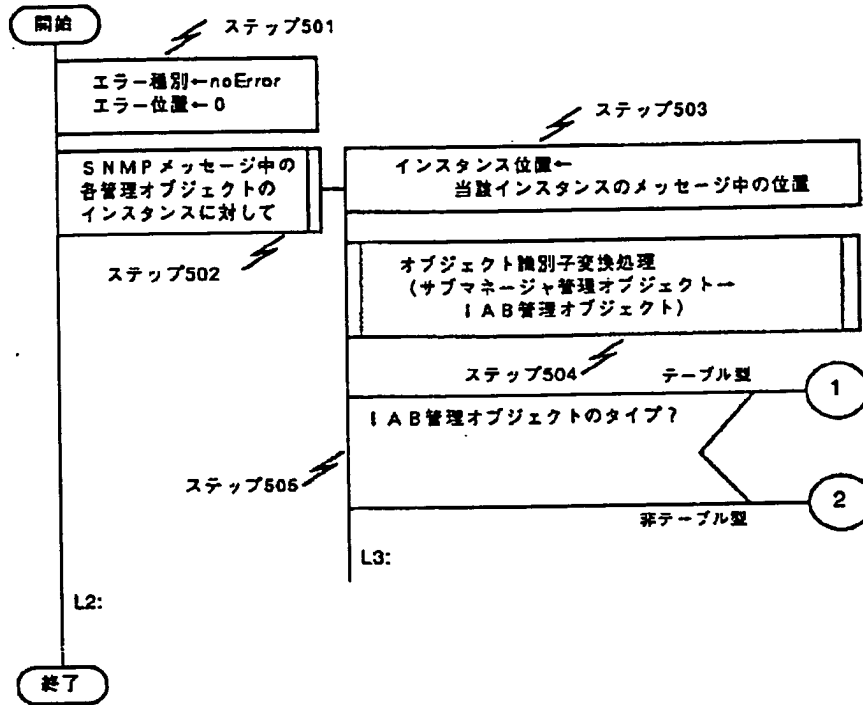 開始
ステップ501
エラー種別←noError
エラー位置←0
SNMPメッセージ中の
各管理オブジェクトの
インスタンスに対して
ステップ502
ステップ503
インスタンス位置←
当該インスタンスのメッセージ中の位置
オブジェクト識別子変換処理
(サブマネージャ管理オブジェクト→
IAB管理オブジェクト)
ステップ504
テーブル型
1
IAB管理オブジェクトのタイプ?
ステップ505
2
非テーブル型
L3:
L2:
終了